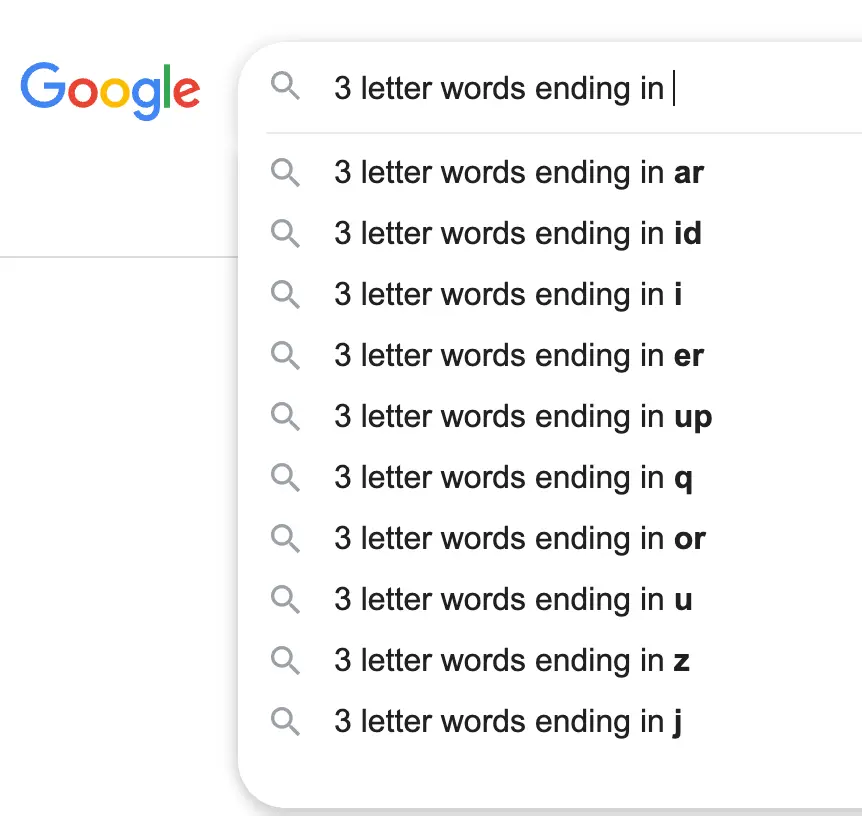 Google
3 letter words ending in
3 letter words ending in ar
3 letter words ending in id
3 letter words ending in i
3 letter words ending in er
3 letter words ending in up
3 letter words ending in q
3 letter words ending in or
3 letter words ending in u
3 letter words ending in z
3 letter words ending in j